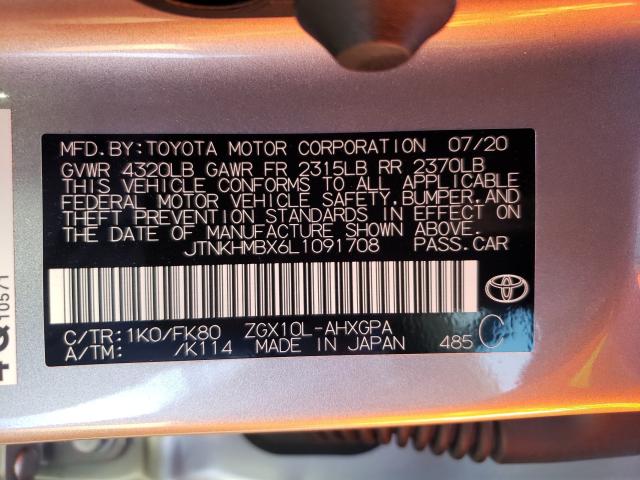 MFD.BY:TOYOTA MOTOR CORPORATION 07/20
GVWR 4320LB GAWR FR 2315LB RR 2370LB
THIS VEHICLE CONFORMS TO ALL APPLICABLE
FEDERAL MOTOR VEHICLE SAFETY,BUMPER,AND
THEFT PREVENTION STANDARDS IN EFFECT ON
THE DATE OF MANUFACTURE SHOWN ABOVE.
JTNKHMBX6L1091708 PASS.CAR
C/TR:1K0/FK80 ZGX10L-AHXGPA
A/TM: /K114 MADE IN JAPAN 485 C
10571